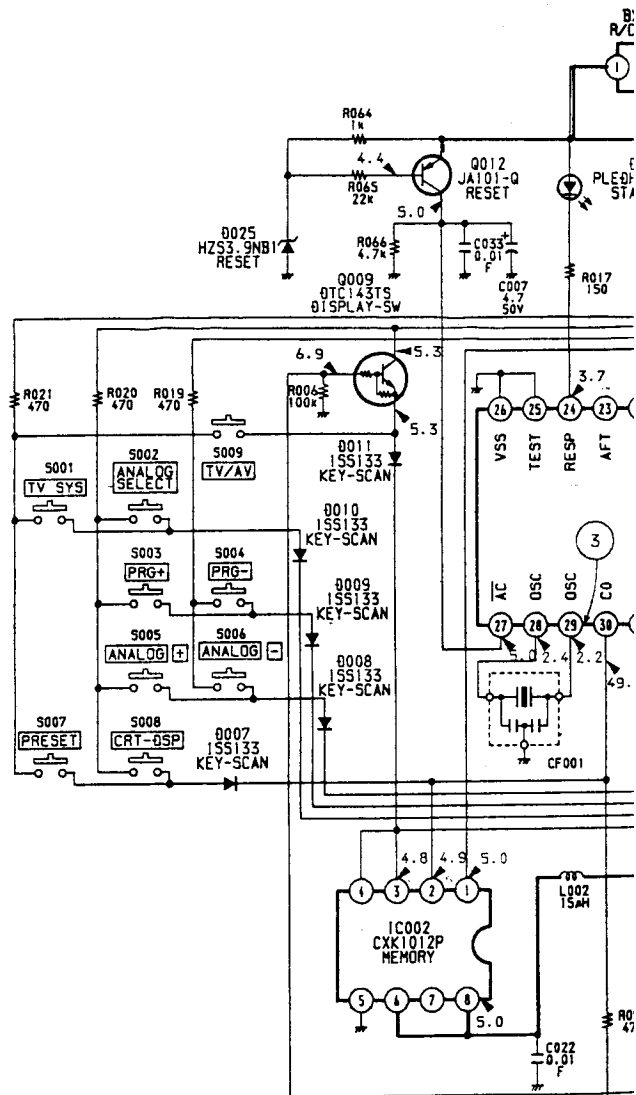 R/C
1
R064
1k
4.4
R065
22k
Q012
JA101-Q
RESET
5.0
D025
HZS3.9NB1
RESET
R066
4.7k
C033
0.01
F
+
C007
4.7
50V
R017
150
Q009
DTC143TS
DISPLAY-SW
6.9
5.3
R006
100k
5.3
R021
470
R020
470
R019
470
3.7
26
25
24
23
VSS
TEST
RESP
AFT
S001
TV SYS
S002
ANALOG
SELECT
S009
TV/AV
D011
1SS133
KEY-SCAN
D010
1SS133
KEY-SCAN
S003
PRG+
S004
PRG-
D009
1SS133
KEY-SCAN
3
AC
OSC
OSC
CO
27
28
29
30
5.0
2.4
2.2
49.
S005
ANALOG +
S006
ANALOG -
D008
1SS133
KEY-SCAN
S007
PRESET
S008
CRT-DSP
D007
1SS133
KEY-SCAN
CF001
4.8
4.9
5.0
4
3
2
1
IC002
CXK1012P
MEMORY
L002
15µH
5
6
7
8
5.0
C022
0.01
F
47